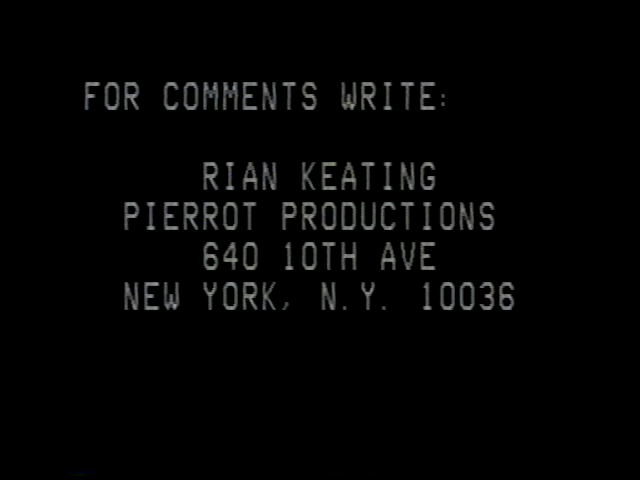 FOR COMMENTS WRITE:
RIAN KEATING
PIERROT PRODUCTIONS
640 10TH AVE
NEW YORK, N.Y. 10036